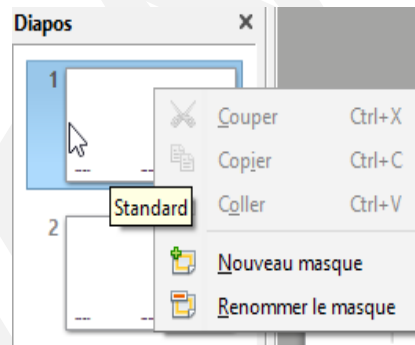 Diapos
1
Couper Ctrl+X
Copier Ctrl+C
Coller Ctrl+V
Standard
2
Nouveau masque
Renommer le masque